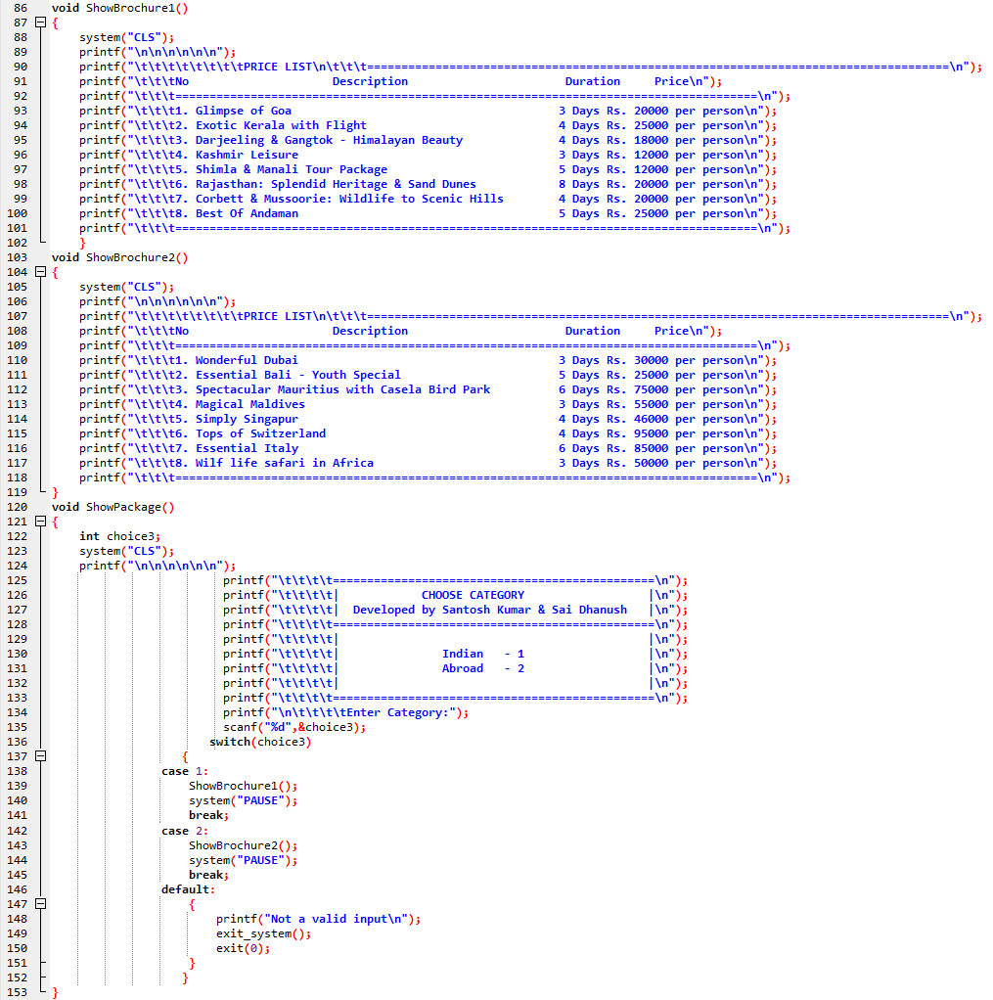 86 void ShowBrochure1()
87 {
88 system("CLS");
89 printf("\n\n\n\n\n\n");
90 printf("\t\t\t\t\t\t\t\tPRICE LIST\n\t\t\t=====================================================================================\n");
91 printf("\t\t\tNo                     Description                       Duration     Price\n");
92 printf("\t\t\t=====================================================================================\n");
93 printf("\t\t\t1. Glimpse of Goa                                       3 Days Rs. 20000 per person\n");
94 printf("\t\t\t2. Exotic Kerala with Flight                            4 Days Rs. 25000 per person\n");
95 printf("\t\t\t3. Darjeeling & Gangtok - Himalayan Beauty              4 Days Rs. 18000 per person\n");
96 printf("\t\t\t4. Kashmir Leisure                                      3 Days Rs. 12000 per person\n");
97 printf("\t\t\t5. Shimla & Manali Tour Package                         5 Days Rs. 12000 per person\n");
98 printf("\t\t\t6. Rajasthan: Splendid Heritage & Sand Dunes            8 Days Rs. 20000 per person\n");
99 printf("\t\t\t7. Corbett & Mussoorie: Wildlife to Scenic Hills        4 Days Rs. 20000 per person\n");
100 printf("\t\t\t8. Best Of Andaman                                      5 Days Rs. 25000 per person\n");
101 printf("\t\t\t=====================================================================================\n");
102 }
103 void ShowBrochure2()
104 {
105 system("CLS");
106 printf("\n\n\n\n\n\n");
107 printf("\t\t\t\t\t\t\t\tPRICE LIST\n\t\t\t=====================================================================================\n");
108 printf("\t\t\tNo                     Description                       Duration     Price\n");
109 printf("\t\t\t=====================================================================================\n");
110 printf("\t\t\t1. Wonderful Dubai                                      3 Days Rs. 30000 per person\n");
111 printf("\t\t\t2. Essential Bali - Youth Special                       5 Days Rs. 25000 per person\n");
112 printf("\t\t\t3. Spectacular Mauritius with Casela Bird Park          6 Days Rs. 75000 per person\n");
113 printf("\t\t\t4. Magical Maldives                                     3 Days Rs. 55000 per person\n");
114 printf("\t\t\t5. Simply Singapur                                      4 Days Rs. 46000 per person\n");
115 printf("\t\t\t6. Tops of Switzerland                                  4 Days Rs. 95000 per person\n");
116 printf("\t\t\t7. Essential Italy                                      6 Days Rs. 85000 per person\n");
117 printf("\t\t\t8. Wilf life safari in Africa                           3 Days Rs. 50000 per person\n");
118 printf("\t\t\t=====================================================================================\n");
119 }
120 void ShowPackage()
121 {
122 int choice3;
123 system("CLS");
124 printf("\n\n\n\n\n\n");
125 printf("\t\t\t\t===============================================\n");
126 printf("\t\t\t\t|            CHOOSE CATEGORY                  |\n");
127 printf("\t\t\t\t|  Developed by Santosh Kumar & Sai Dhanush   |\n");
128 printf("\t\t\t\t===============================================\n");
129 printf("\t\t\t\t|                                             |\n");
130 printf("\t\t\t\t|               Indian   - 1                  |\n");
131 printf("\t\t\t\t|               Abroad   - 2                  |\n");
132 printf("\t\t\t\t|                                             |\n");
133 printf("\t\t\t\t===============================================\n");
134 printf("\n\t\t\t\tEnter Category:");
135 scanf("%d",&choice3);
136 switch(choice3)
137 {
138 case 1:
139 ShowBrochure1();
140 system("PAUSE");
141 break;
142 case 2:
143 ShowBrochure2();
144 system("PAUSE");
145 break;
146 default:
147 {
148 printf("Not a valid input\n");
149 exit_system();
150 exit(0);
151 }
152 }
153 }